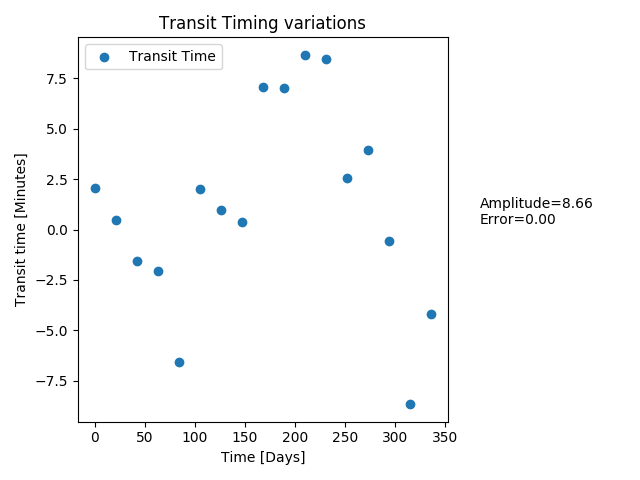 Transit Timing variations
Transit Time
Transit time [Minutes]
7.5
5.0
2.5
0.0
−2.5
−5.0
−7.5
0 50 100 150 200 250 300 350
Time [Days]
Amplitude=8.66
Error=0.00